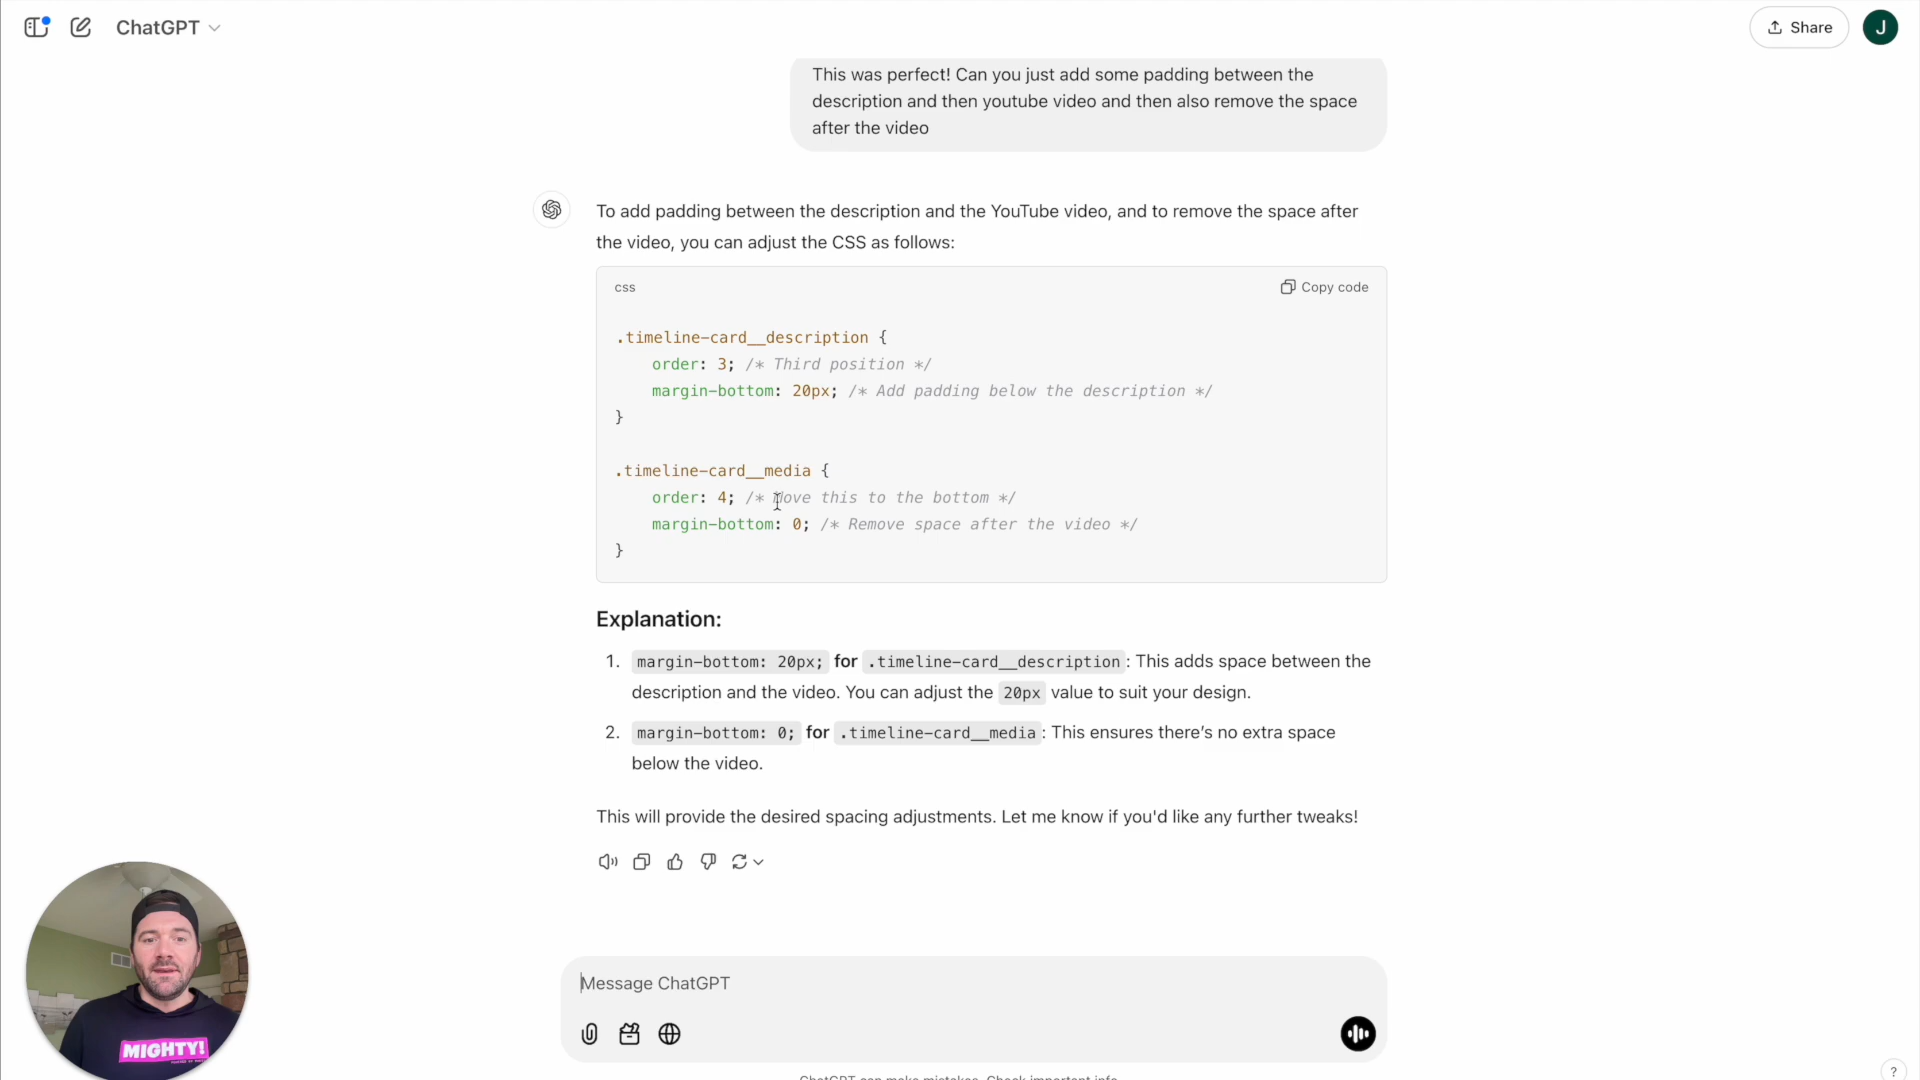 ChatGPT
Share
J
This was perfect! Can you just add some padding between the
description and then youtube video and then also remove the space
after the video
To add padding between the description and the YouTube video, and to remove the space after
the video, you can adjust the CSS as follows:
css
Copy code
.timeline-card__description {
order: 3; /* Third position */
margin-bottom: 20px; /* Add padding below the description */
}
.timeline-card__media {
order: 4; /* Move this to the bottom */
margin-bottom: 0; /* Remove space after the video */
}
Explanation:
1. margin-bottom: 20px; for .timeline-card__description: This adds space between the
description and the video. You can adjust the 20px value to suit your design.
2. margin-bottom: 0; for .timeline-card__media: This ensures there’s no extra space
below the video.
This will provide the desired spacing adjustments. Let me know if you'd like any further tweaks!
Message ChatGPT
MIGHTY!
ChatGPT can make mistakes. Check important info.
?